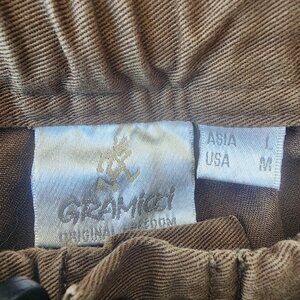 GRAMICCI
ORIGINAL FREEDOM
ASIA L
USA M